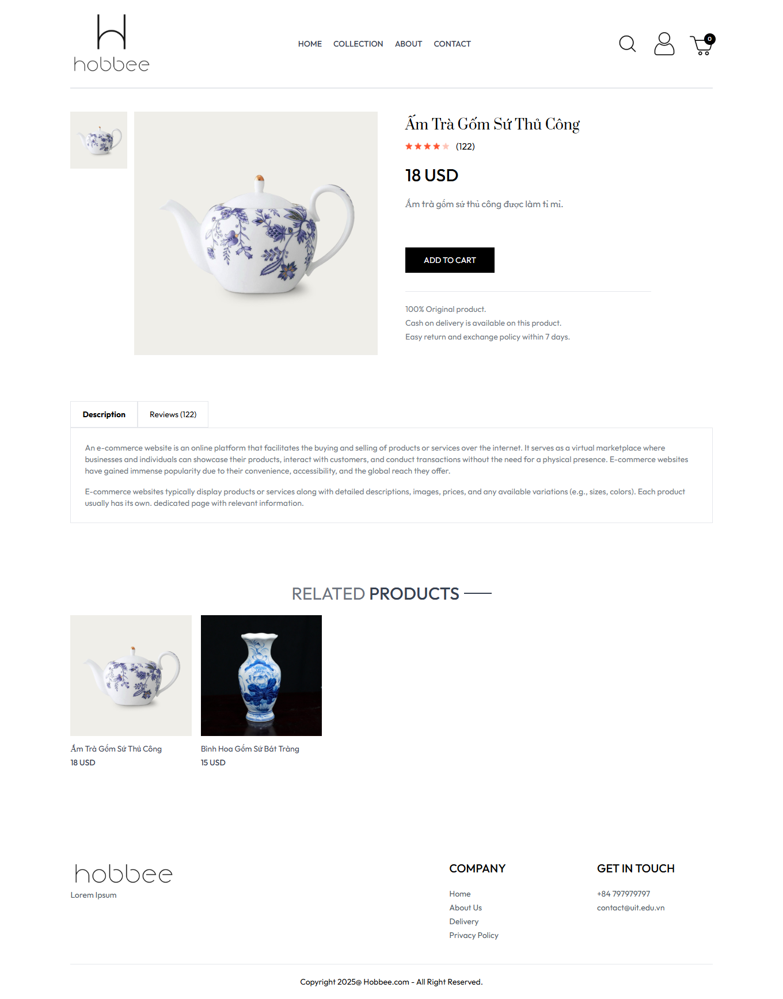 hobbee
HOME COLLECTION ABOUT CONTACT
0
Ấm Trà Gốm Sứ Thủ Công
(122)
18 USD
Ấm trà gốm sứ thủ công được làm tỉ mỉ.
ADD TO CART
100% Original product.
Cash on delivery is available on this product.
Easy return and exchange policy within 7 days.
Description
Reviews (122)
An e-commerce website is an online platform that facilitates the buying and selling of products or services over the internet. It serves as a virtual marketplace where
businesses and individuals can showcase their products, interact with customers, and conduct transactions without the need for a physical presence. E-commerce websites
have gained immense popularity due to their convenience, accessibility, and the global reach they offer.
E-commerce websites typically display products or services along with detailed descriptions, images, prices, and any available variations (e.g., sizes, colors). Each product
usually has its own. dedicated page with relevant information.
RELATED PRODUCTS
Ấm Trà Gốm Sứ Thủ Công
18 USD
Bình Hoa Gốm Sứ Bát Tràng
15 USD
hobbee
Lorem Ipsum
COMPANY
Home
About Us
Delivery
Privacy Policy
GET IN TOUCH
+84 797979797
contact@uit.edu.vn
Copyright 2025@ Hobbee.com - All Right Reserved.